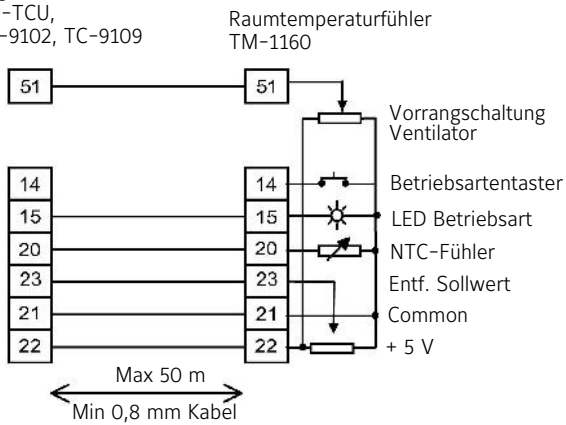 -TCU,
-9102, TC-9109
Raumtemperaturfühler
TM-1160
51
51
Vorrangschaltung
Ventilator
14
14
Betriebsartentaster
15
15
LED Betriebsart
20
20
NTC-Fühler
23
23
Entf. Sollwert
21
21
Common
22
22
+ 5 V
Max 50 m
Min 0,8 mm Kabel